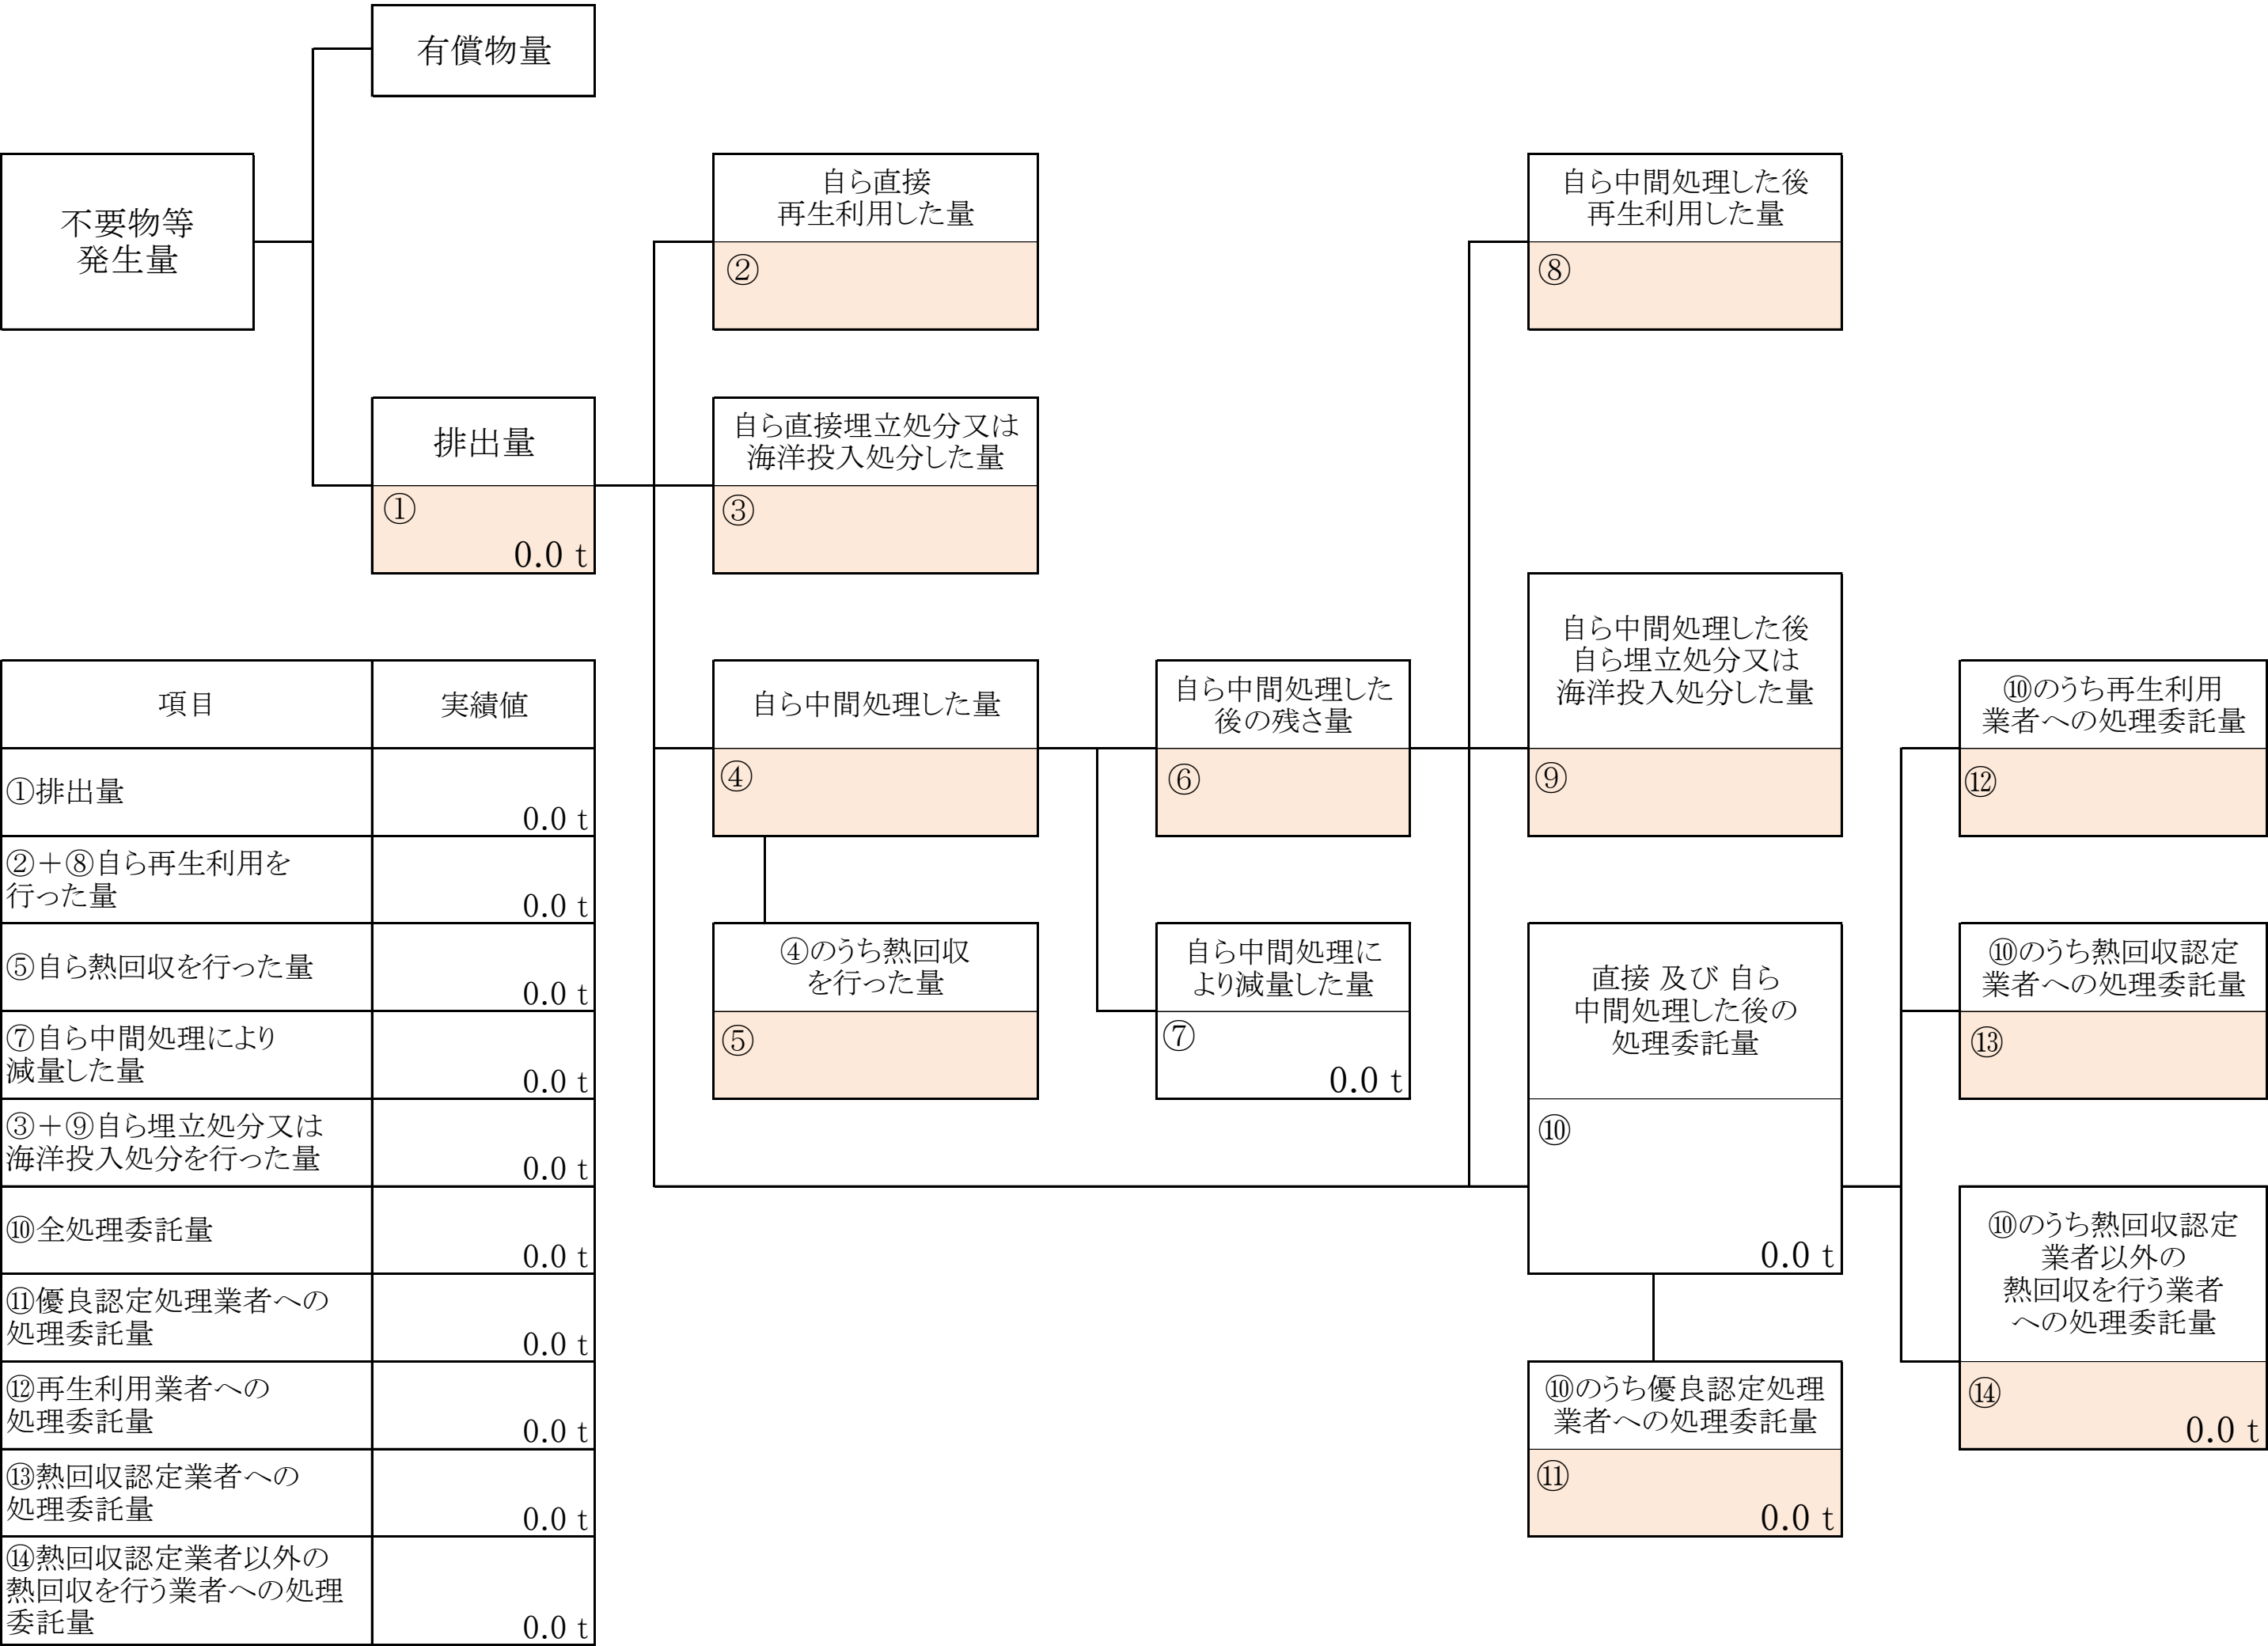 有償物量
不要物等
発生量
排出量
①
0.0 t
自ら直接
再生利用した量
②
自ら直接埋立処分又は
海洋投入処分した量
③
自ら中間処理した量
④
④のうち熱回収
を行った量
⑤
自ら中間処理した
後の残さ量
⑥
自ら中間処理に
より減量した量
⑦
0.0 t
自ら中間処理した後
再生利用した量
⑧
自ら中間処理した後
自ら埋立処分又は
海洋投入処分した量
⑨
直接 及び 自ら
中間処理した後の
処理委託量
⑩
0.0 t
⑩のうち優良認定処理
業者への処理委託量
⑪
0.0 t
⑩のうち再生利用
業者への処理委託量
⑫
⑩のうち熱回収認定
業者への処理委託量
⑬
⑩のうち熱回収認定
業者以外の
熱回収を行う業者
への処理委託量
⑭
0.0 t
項目 実績値
①排出量
0.0 t
②＋⑧自ら再生利用を
行った量
0.0 t
⑤自ら熱回収を行った量
0.0 t
⑦自ら中間処理により
減量した量
0.0 t
③＋⑨自ら埋立処分又は
海洋投入処分を行った量
0.0 t
⑩全処理委託量
0.0 t
⑪優良認定処理業者への
処理委託量
0.0 t
⑫再生利用業者への
処理委託量
0.0 t
⑬熱回収認定業者への
処理委託量
0.0 t
⑭熱回収認定業者以外の
熱回収を行う業者への処理
委託量
0.0 t